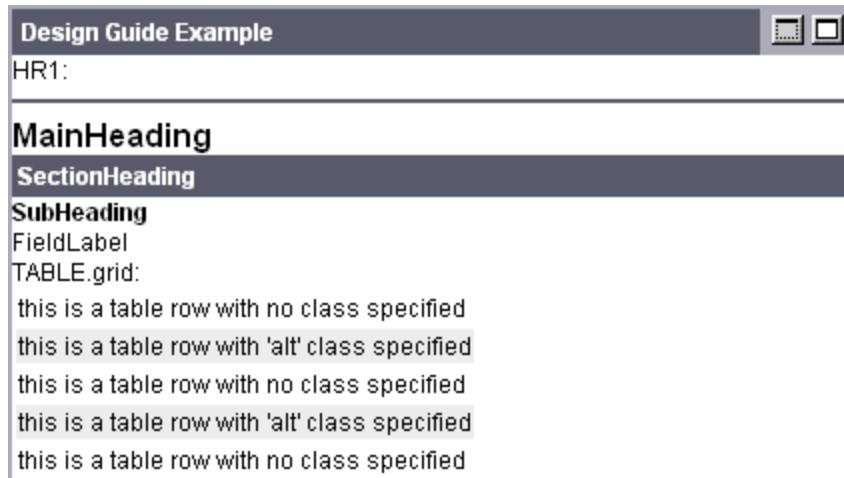 Design Guide Example
HR1:
MainHeading
SectionHeading
SubHeading
FieldLabel
TABLE.grid:
this is a table row with no class specified
this is a table row with 'alt' class specified
this is a table row with no class specified
this is a table row with 'alt' class specified
this is a table row with no class specified